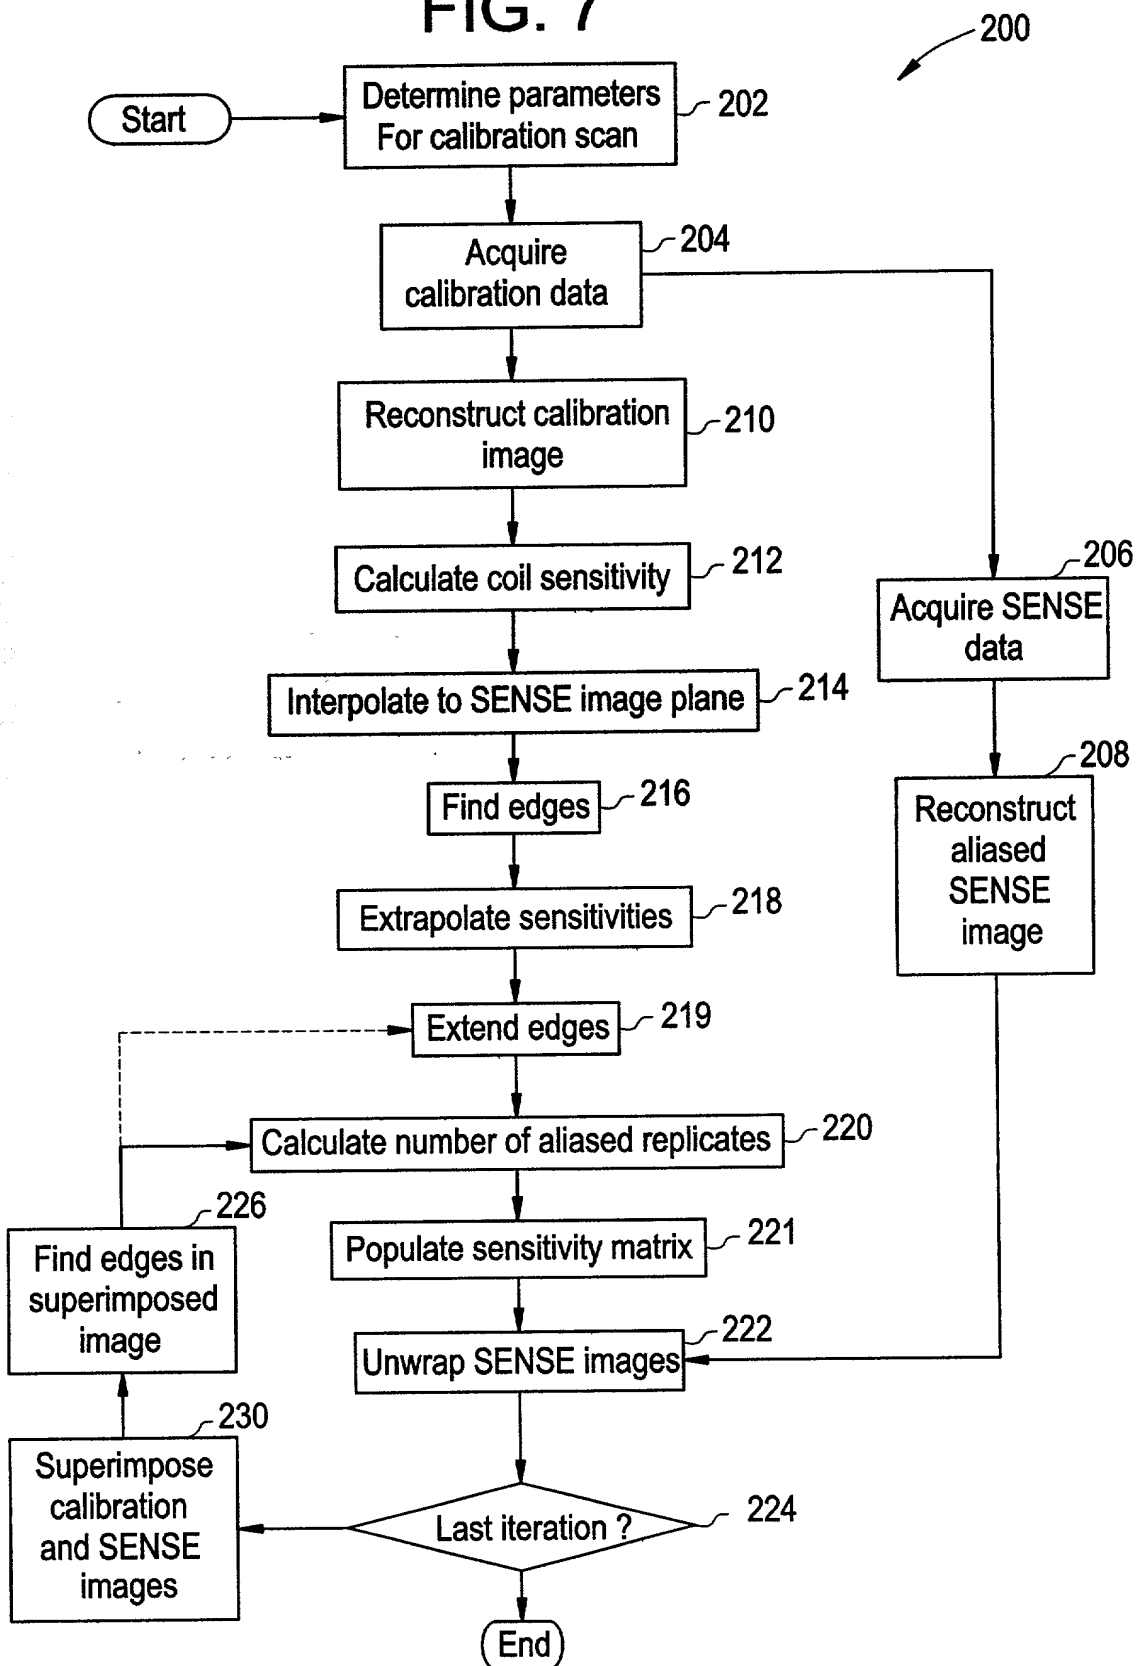 FIG. 7
200
Start
Determine parameters
For calibration scan
202
Acquire
calibration data
204
Reconstruct calibration
image
210
Calculate coil sensitivity
212
206
Acquire SENSE
data
Interpolate to SENSE image plane
214
Find edges
216
208
Reconstruct
aliased
SENSE
image
Extrapolate sensitivities
218
Extend edges
219
Calculate number of aliased replicates
220
226
Find edges in
superimposed
image
Populate sensitivity matrix
221
Unwrap SENSE images
222
230
Superimpose
calibration
and SENSE
images
Last iteration ?
224
End